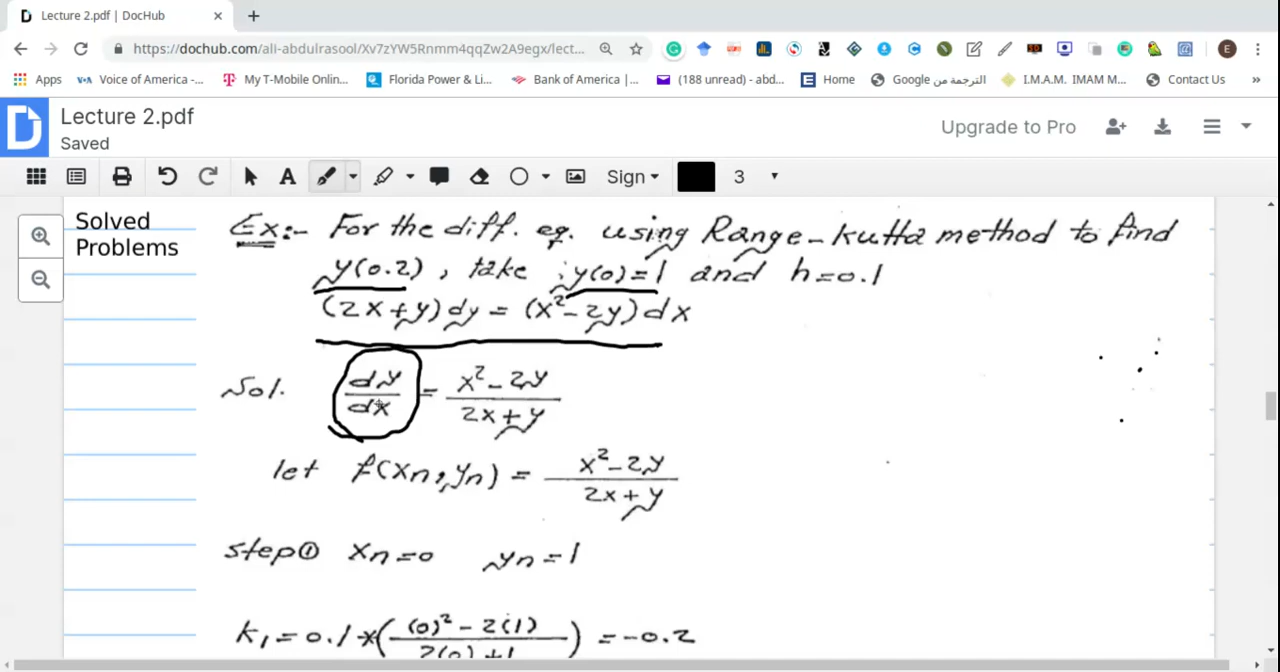 Lecture 2.pdf | DocHub
https://dochub.com/ali-abdulrasool/Xv7zYW5Rnmm4qqZw2A9egx/lect...
E
Apps Voice of America -... My T-Mobile Onlin... Florida Power & Li... Bank of America |... (188 unread) - abd... Home الترجمة من Google I.M.A.M. IMAM M... Contact Us »
Lecture 2.pdf
Saved
Upgrade to Pro
A Sign 3
Solved
Problems
Ex:- For the diff. eq. using Range-kutta method to find
y(0.2), take ; y(0)=1 and h=0.1
(2x+y)dy = (x²-2y)dx
Sol. dy/dx = x²-2y / 2x+y
let f(xn,yn) = x²-2y / 2x+y
step① xn=0 yn=1
k₁ = 0.1*( (0)²-2(1) / 2(0)+1 ) = -0.2